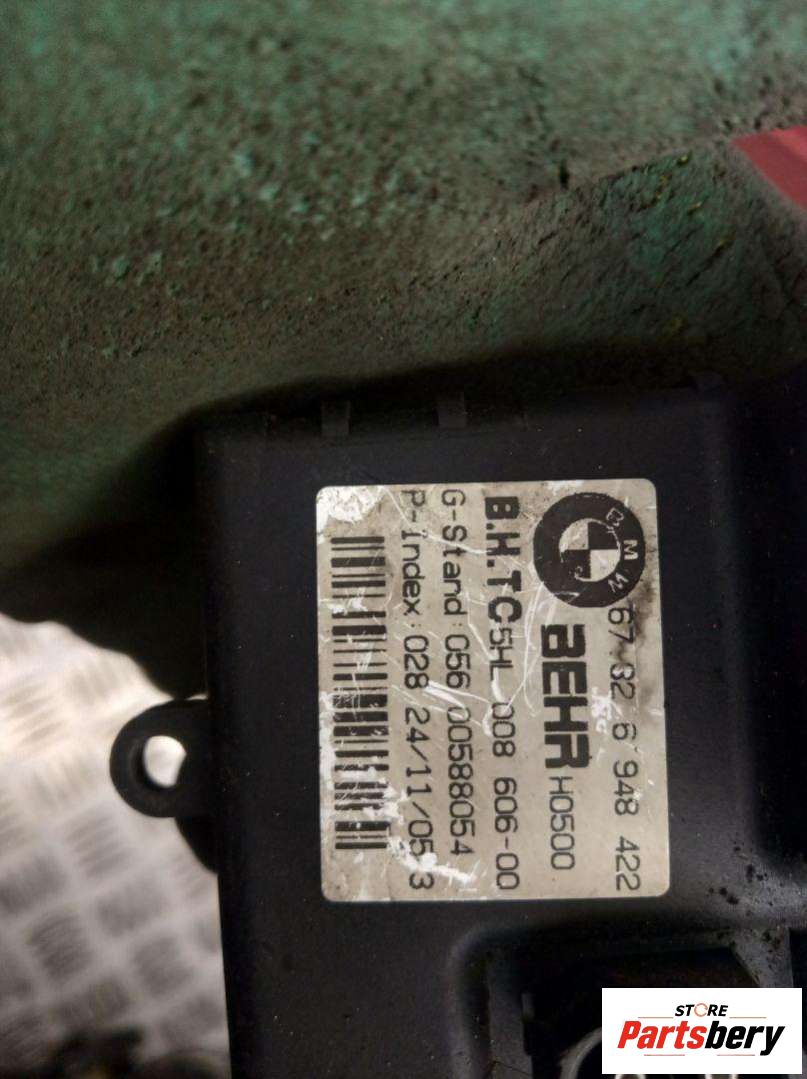 BMW
67 32 6 948 422
BEHR H0500
B.H.TC 5HL 008 606-00
G-Stand: 056 00588054
P-index: 028 24/11/05
STORE
Partsbery